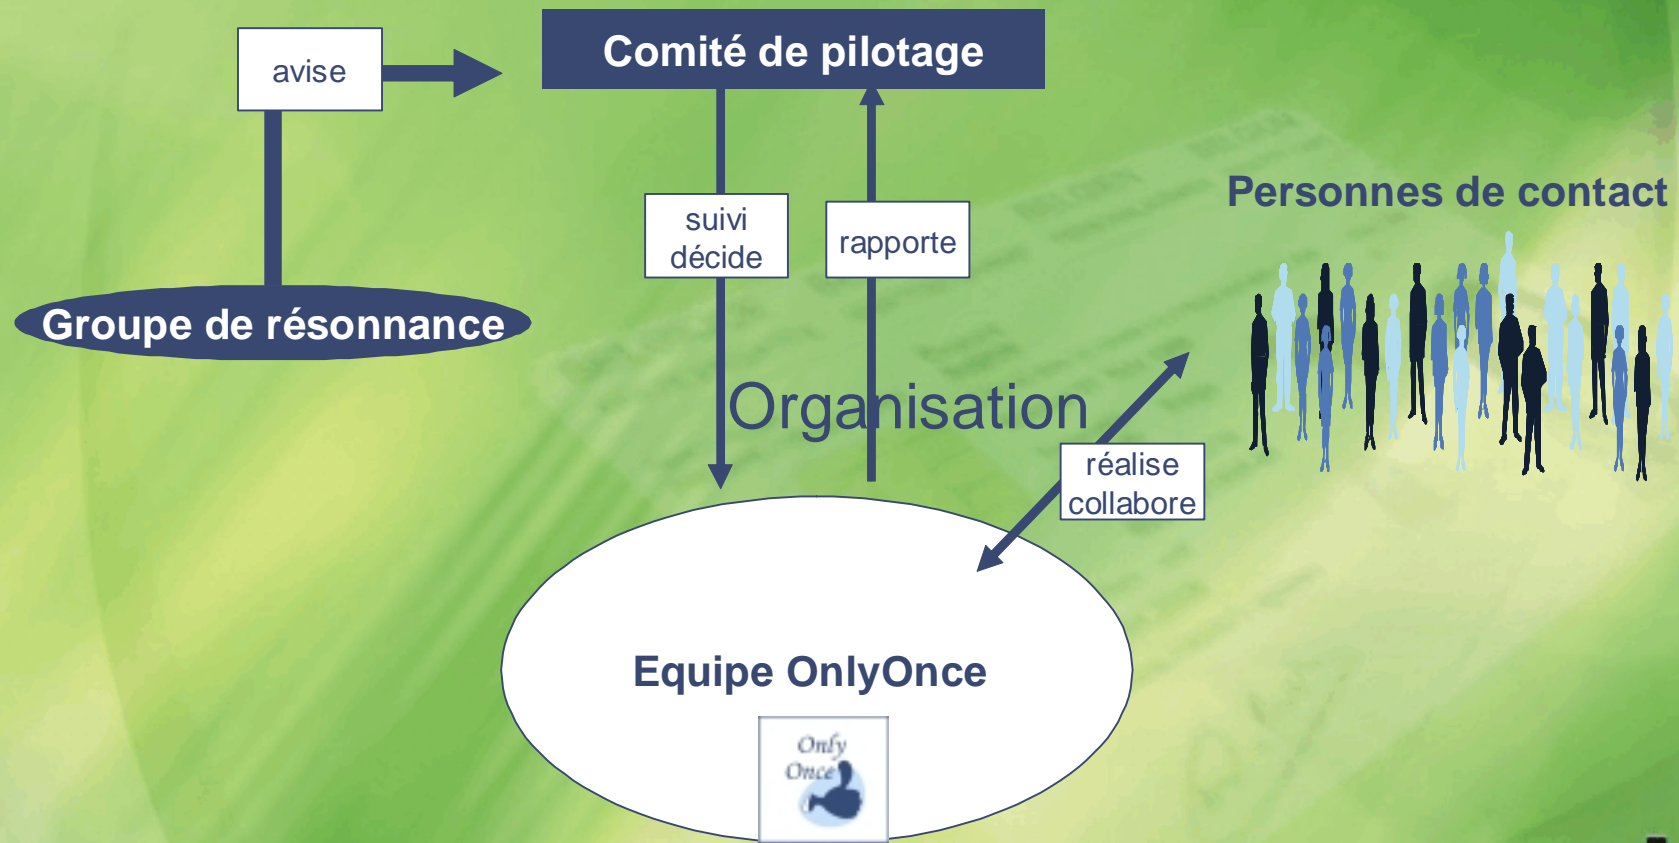 Comité de pilotage
avise
suivi
décide
rapporte
Personnes de contact
Groupe de résonnance
Organisation
réalise
collabore
Equipe OnlyOnce
Only
Once